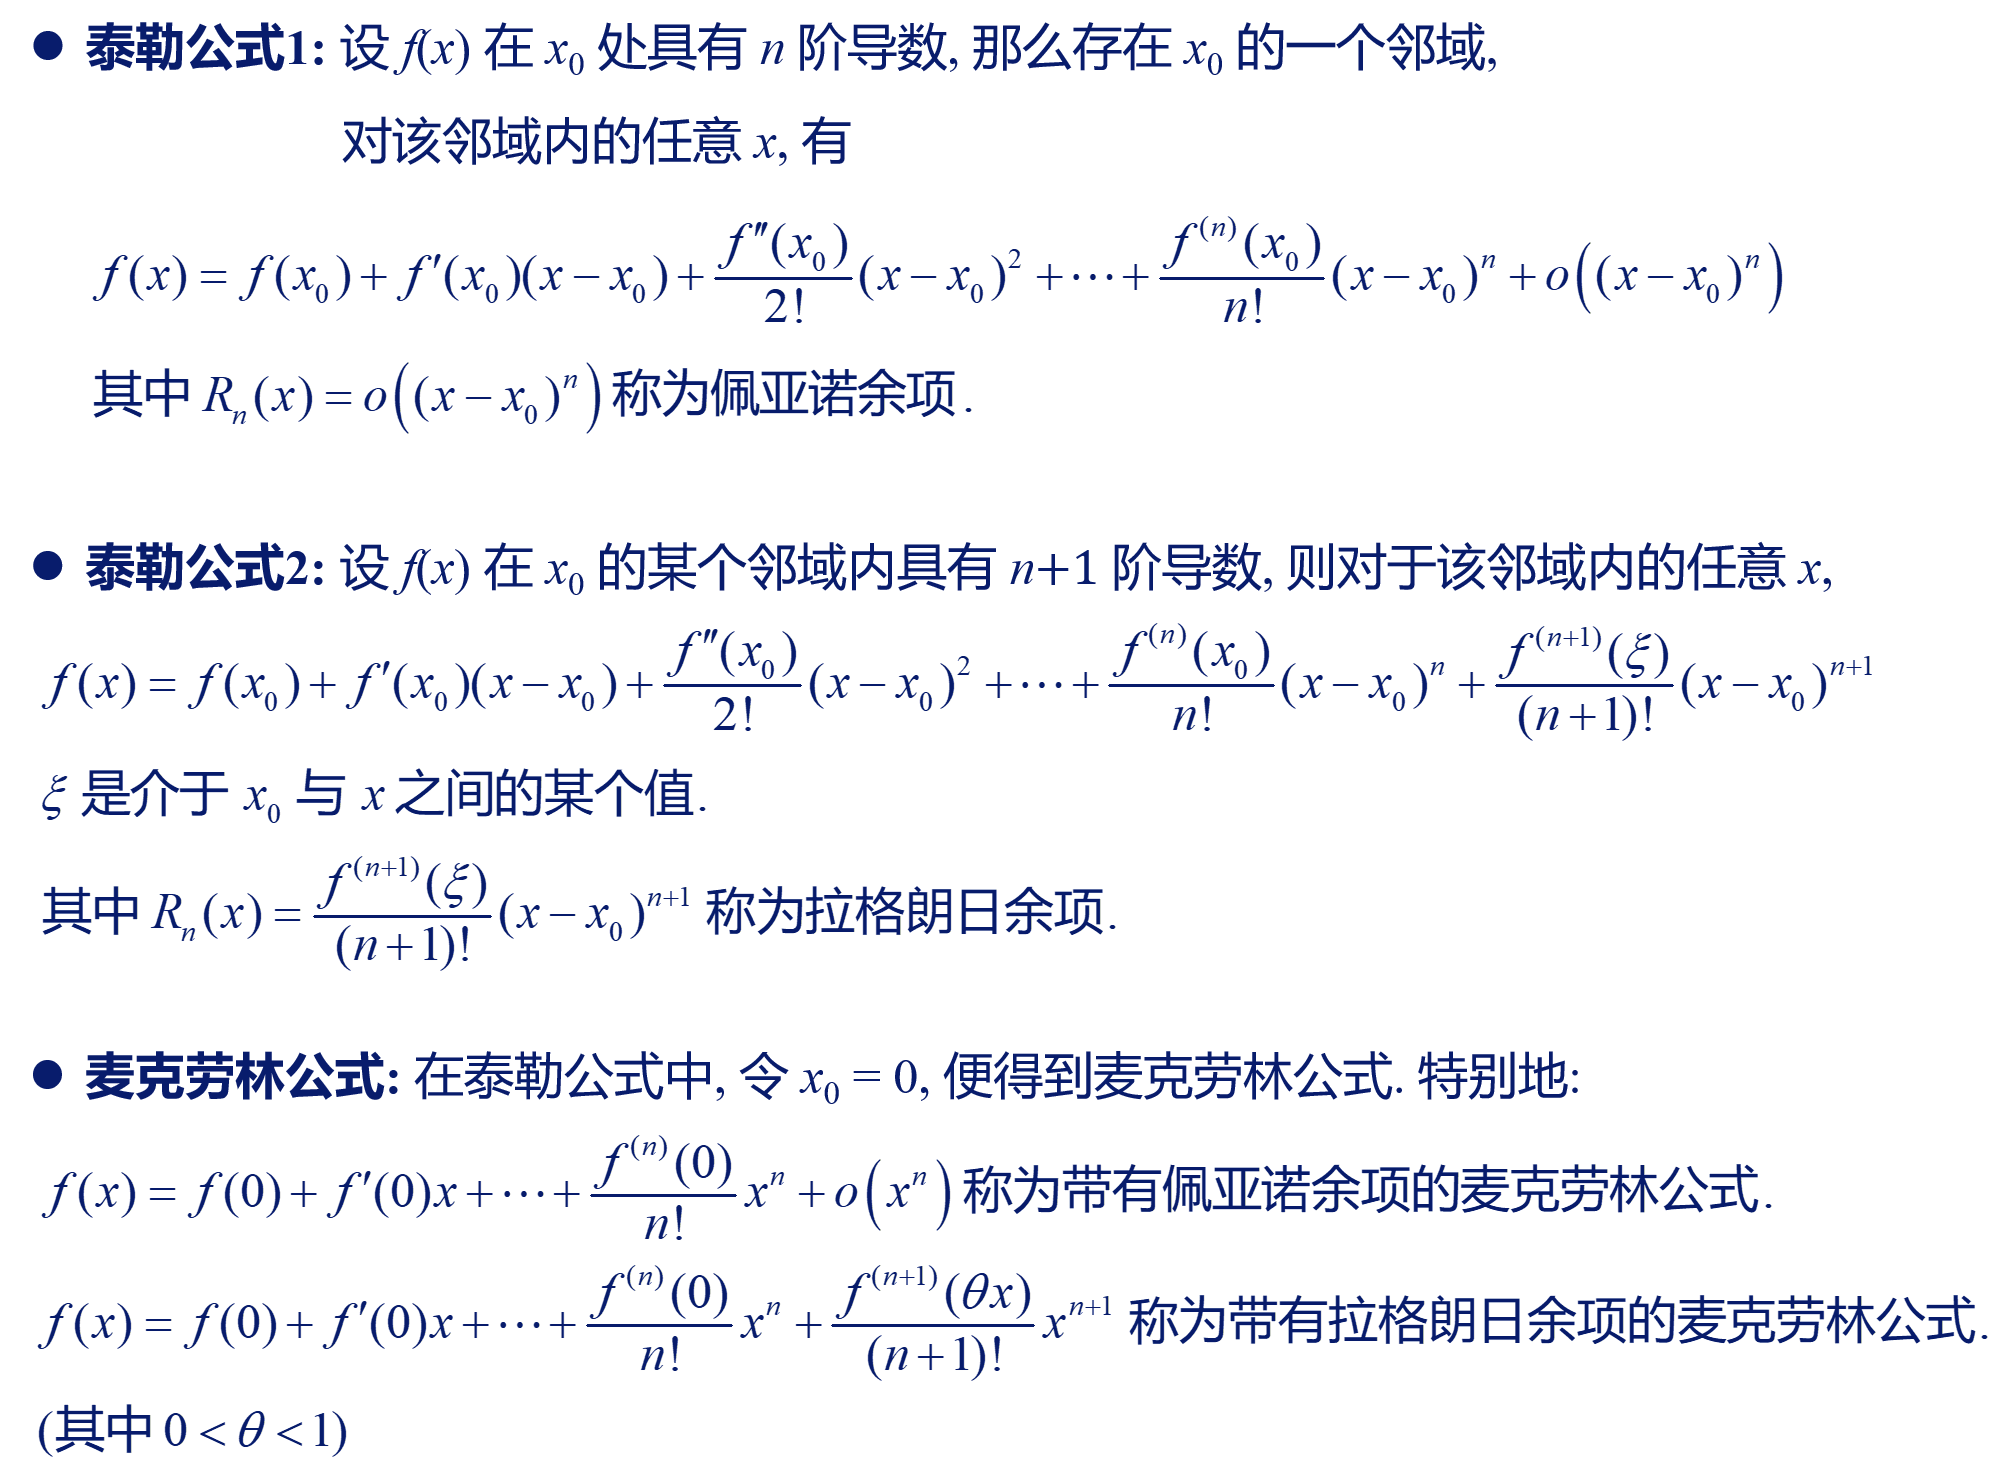 ● 泰勒公式1: 设 f(x) 在 x₀ 处具有 n 阶导数, 那么存在 x₀ 的一个邻域,
对该邻域内的任意 x, 有
f(x) = f(x₀) + f′(x₀)(x − x₀) + \frac{f″(x₀)}{2!}(x − x₀)² + ⋯ + \frac{f⁽ⁿ⁾(x₀)}{n!}(x − x₀)ⁿ + o((x − x₀)ⁿ)
其中 Rₙ(x) = o((x − x₀)ⁿ) 称为佩亚诺余项.
● 泰勒公式2: 设 f(x) 在 x₀ 的某个邻域内具有 n+1 阶导数, 则对于该邻域内的任意 x,
f(x) = f(x₀) + f′(x₀)(x − x₀) + \frac{f″(x₀)}{2!}(x − x₀)² + ⋯ + \frac{f⁽ⁿ⁾(x₀)}{n!}(x − x₀)ⁿ + \frac{f⁽ⁿ⁺¹⁾(ξ)}{(n+1)!}(x − x₀)ⁿ⁺¹
ξ 是介于 x₀ 与 x 之间的某个值.
其中 Rₙ(x) = \frac{f⁽ⁿ⁺¹⁾(ξ)}{(n+1)!}(x − x₀)ⁿ⁺¹ 称为拉格朗日余项.
● 麦克劳林公式: 在泰勒公式中, 令 x₀ = 0, 便得到麦克劳林公式. 特别地:
f(x) = f(0) + f′(0)x + ⋯ + \frac{f⁽ⁿ⁾(0)}{n!}xⁿ + o(xⁿ) 称为带有佩亚诺余项的麦克劳林公式.
f(x) = f(0) + f′(0)x + ⋯ + \frac{f⁽ⁿ⁾(0)}{n!}xⁿ + \frac{f⁽ⁿ⁺¹⁾(θx)}{(n+1)!}xⁿ⁺¹ 称为带有拉格朗日余项的麦克劳林公式.
(其中 0 < θ < 1)